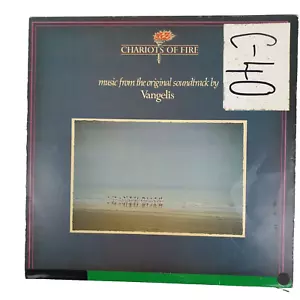 CHARIOTS OF FIRE
C-40
music from the original soundtrack by
Vangelis